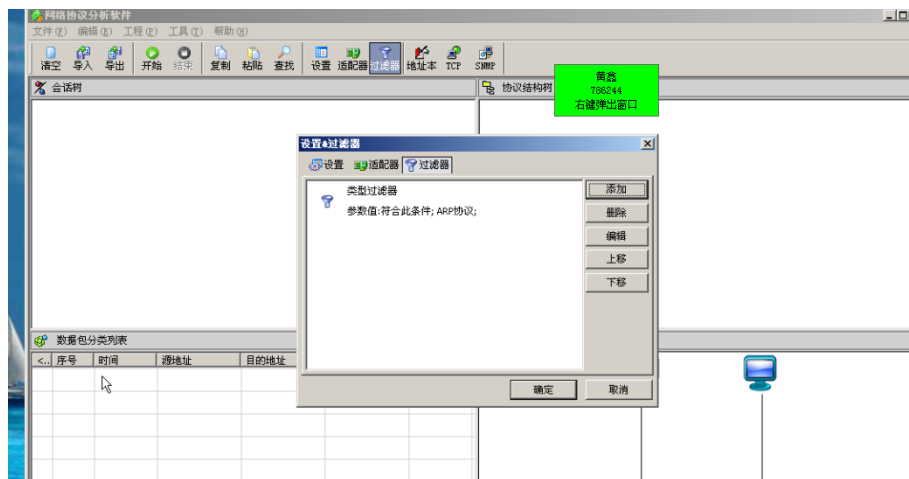 网络协议分析软件
文件(F) 编辑(E) 工程(P) 工具(T) 帮助(H)
清空 导入 导出 开始 结束 复制 粘贴 查找 设置 适配器 过滤器 地址本 TCP SNMP
会话树
协议结构树
黄鑫
786244
右键弹出窗口
设置&过滤器
设置 适配器 过滤器
类型过滤器
参数值:符合此条件; ARP协议;
添加
删除
编辑
上移
下移
确定 取消
数据包分类列表
<.. 序号 时间 源地址 目的地址